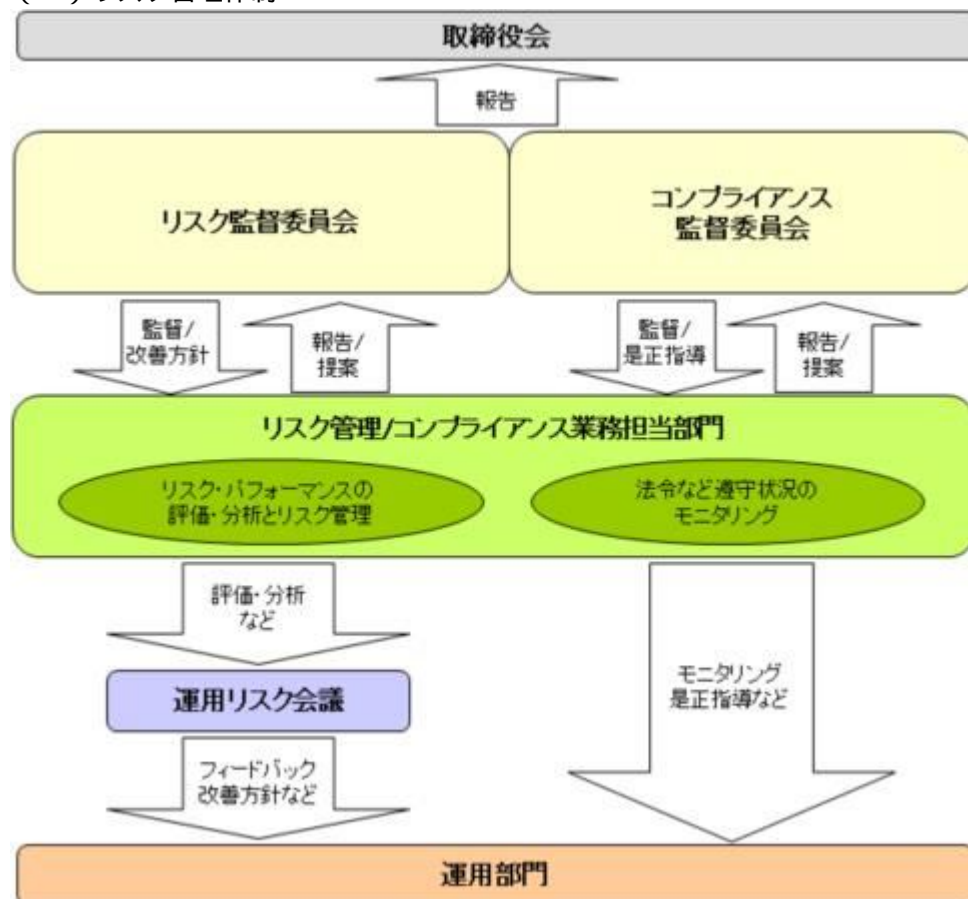 リスク管理体制
取締役会
報告
リスク監督委員会
コンプライアンス
監督委員会
監督/
改善方針
報告/
提案
監督/
是正指導
報告/
提案
リスク管理/コンプライアンス業務担当部門
リスク・パフォーマンスの
評価・分析とリスク管理
法令など遵守状況の
モニタリング
評価・分析
など
運用リスク会議
モニタリング
是正指導など
フィードバック
改善方針など
運用部門